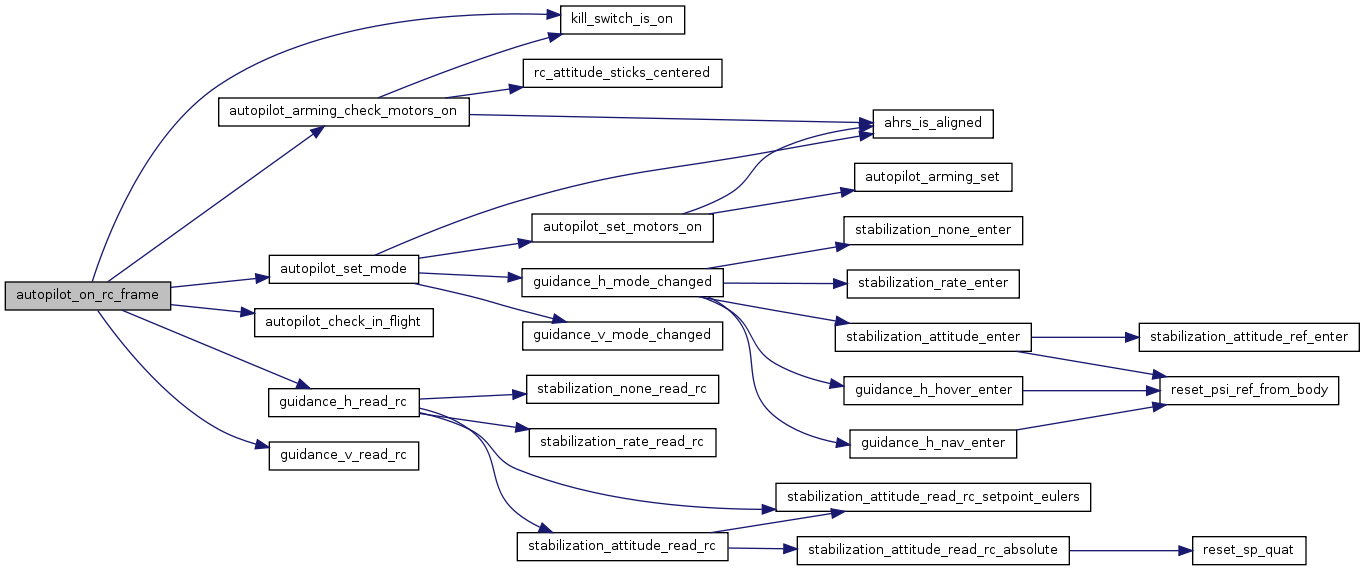 kill_switch_is_on
rc_attitude_sticks_centered
autopilot_arming_check_motors_on
ahrs_is_aligned
autopilot_arming_set
autopilot_set_motors_on
stabilization_none_enter
autopilot_set_mode
guidance_h_mode_changed
stabilization_rate_enter
autopilot_on_rc_frame
autopilot_check_in_flight
guidance_v_mode_changed
stabilization_attitude_enter
stabilization_attitude_ref_enter
guidance_h_hover_enter
reset_psi_ref_from_body
guidance_h_read_rc
stabilization_none_read_rc
stabilization_rate_read_rc
guidance_h_nav_enter
guidance_v_read_rc
stabilization_attitude_read_rc_setpoint_eulers
stabilization_attitude_read_rc
stabilization_attitude_read_rc_absolute
reset_sp_quat